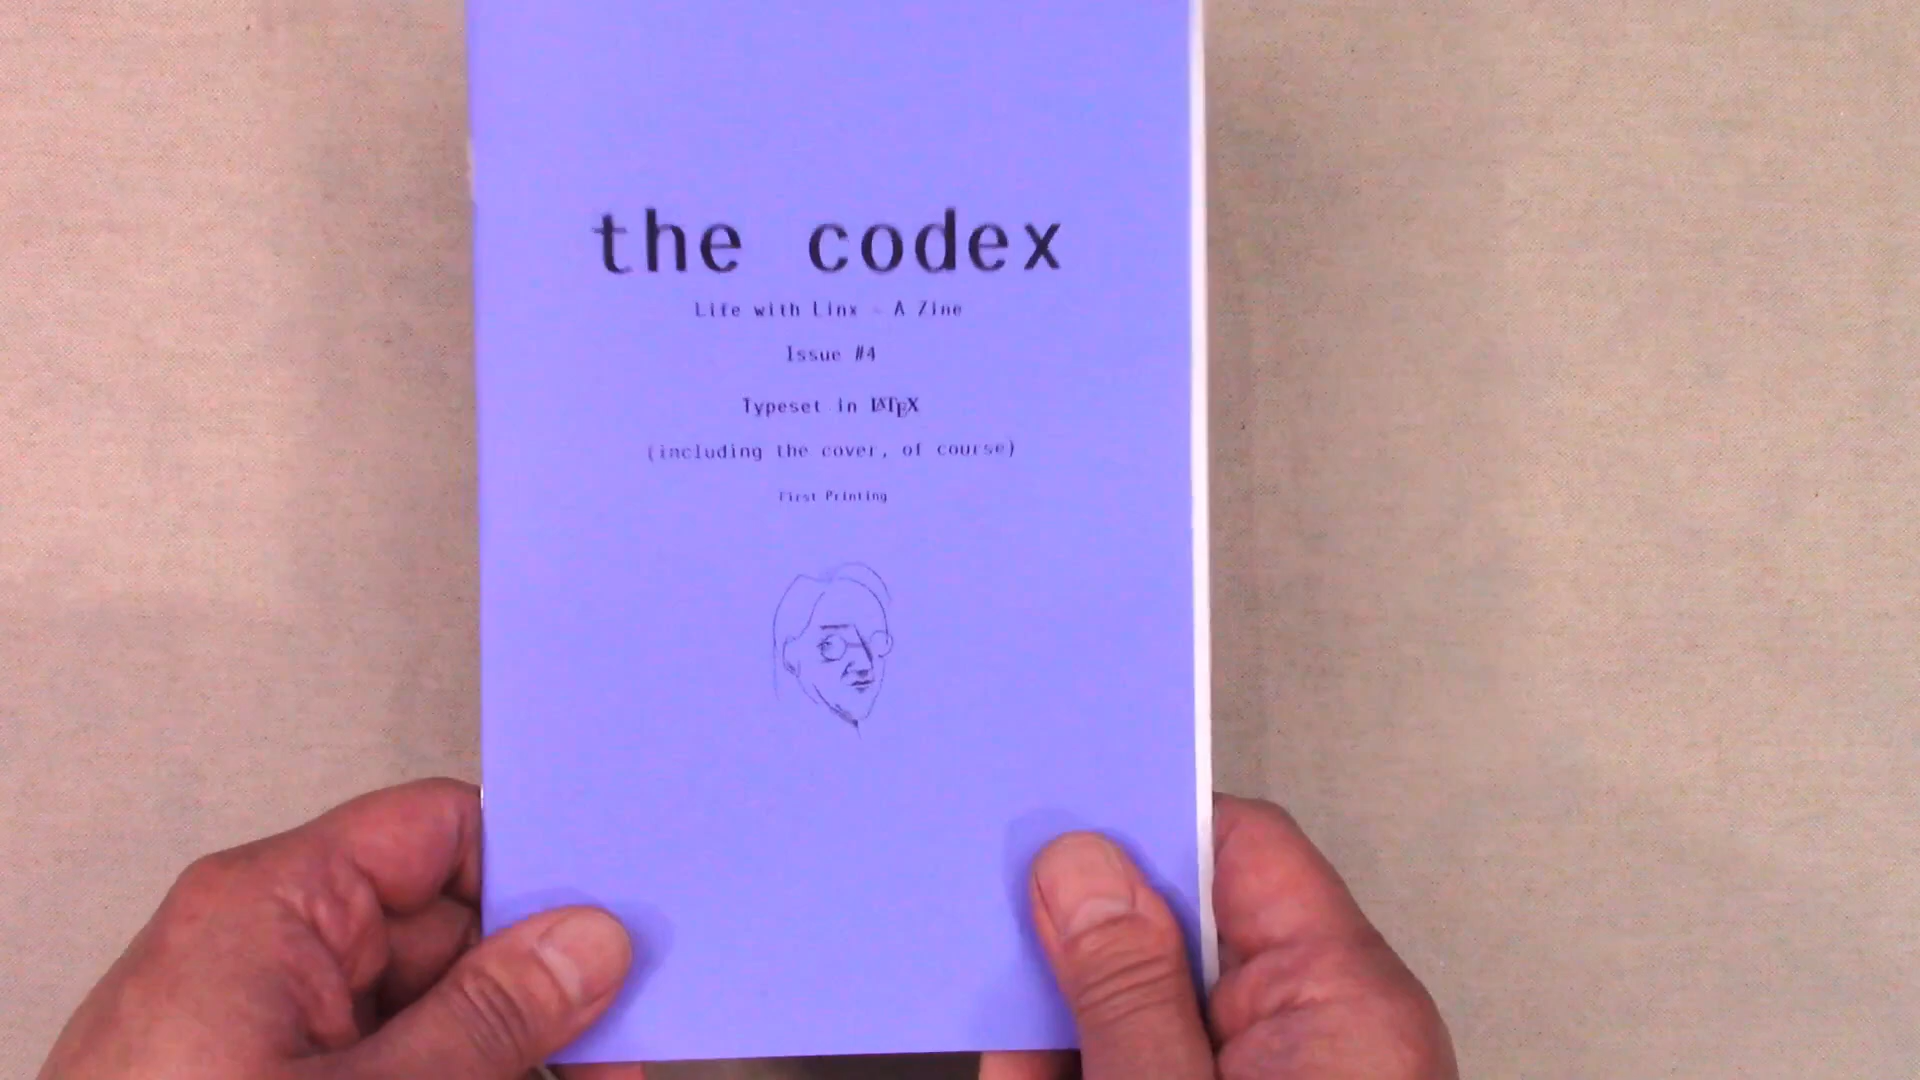 the codex
Life with Linx - A Zine
Issue #4
Typeset in LATEX
(including the cover, of course)
First Printing